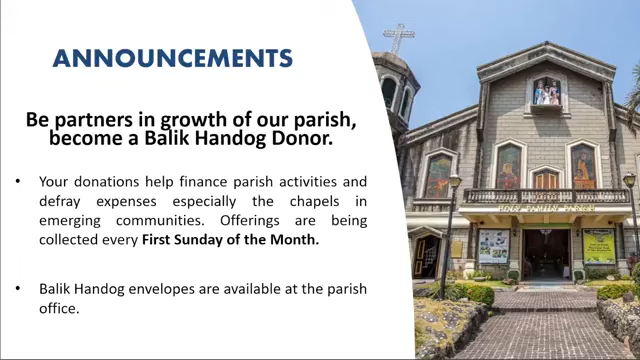 ANNOUNCEMENTS
Be partners in growth of our parish,
become a Balik Handog Donor.
• Your donations help finance parish activities and
defray expenses especially the chapels in
emerging communities. Offerings are being
collected every First Sunday of the Month.
• Balik Handog envelopes are available at the parish
office.